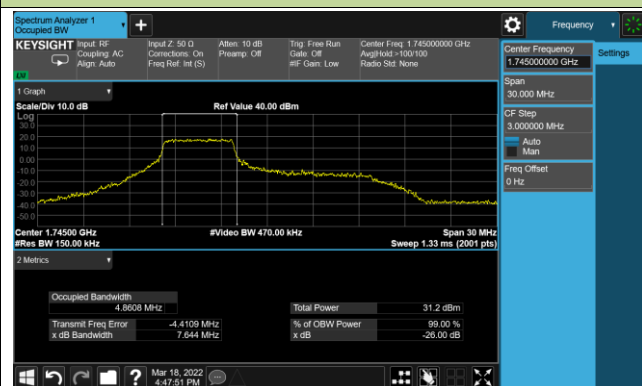 Spectrum Analyzer 1
Occupied BW
Frequency
KEYSIGHT
Input: RF
Coupling: AC
Align: Auto
Input Z: 50 Ω
Corrections: On
Freq Ref: Int (S)
Atten: 10 dB
Preamp: Off
Trig: Free Run
Gate: Off
#IF Gain: Low
Center Freq: 1.745000000 GHz
Avg|Hold:>100/100
Radio Std: None
Center Frequency
1.745000000 GHz
Settings
Span
30.000 MHz
CF Step
3.000000 MHz
Auto
Man
Freq Offset
0 Hz
1 Graph
Scale/Div 10.0 dB
Ref Value 40.00 dBm
Log
30.0
20.0
10.0
0.00
-10.0
-20.0
-30.0
-40.0
-50.0
Center 1.74500 GHz
#Video BW 470.00 kHz
Span 30 MHz
#Res BW 150.00 kHz
Sweep 1.33 ms (2001 pts)
2 Metrics
Occupied Bandwidth
4.8608 MHz
Total Power 31.2 dBm
Transmit Freq Error -4.4109 MHz
% of OBW Power 99.00 %
x dB Bandwidth 7.644 MHz
x dB -26.00 dB
Mar 18, 2022
4:47:51 PM